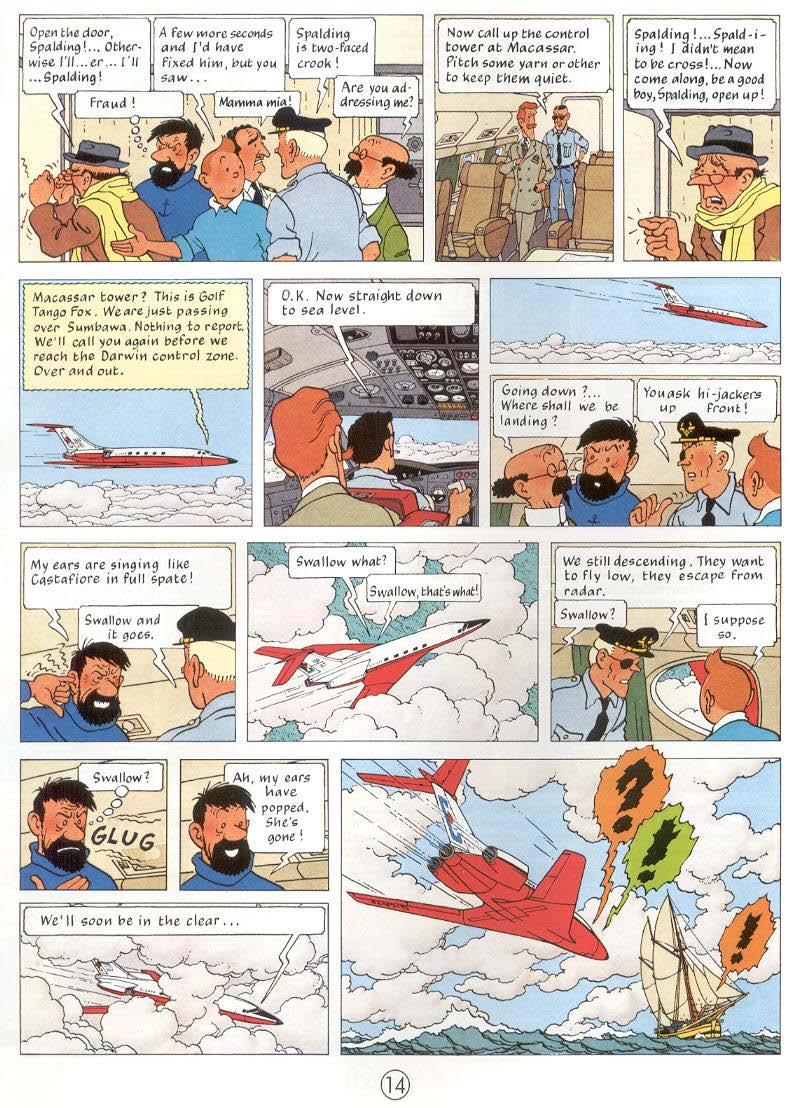 Open the door,
Spalding!... Other-
wise I'll...er... I'll
...Spalding!
Fraud!
A few more seconds
and I'd have
fixed him, but you
saw...
Mamma mia!
Spalding
is two-faced
crook!
Are you ad-
dressing me?
Now call up the control
tower at Macassar.
Pitch some yarn or other
to keep them quiet.
Spalding!... Spald-i-
ing! I didn't mean
to be cross!... Now
come along, be a good
boy, Spalding, open up!
Macassar tower? This is Golf
Tango Fox. We are just passing
over Sumbawa. Nothing to report.
We'll call you again before we
reach the Darwin control zone.
Over and out.
O.K. Now straight down
to sea level.
Going down?...
Where shall we be
landing?
You ask hi-jackers
up front!
My ears are singing like
Castafiore in full spate!
Swallow and
it goes.
Swallow what?
Swallow, that's what!
We still descending. They want
to fly low, they escape from
radar.
Swallow?
I suppose
so.
Swallow?
GLUG
Ah, my ears
have
popped.
She's
gone!
We'll soon be in the clear...
?
!
!
14